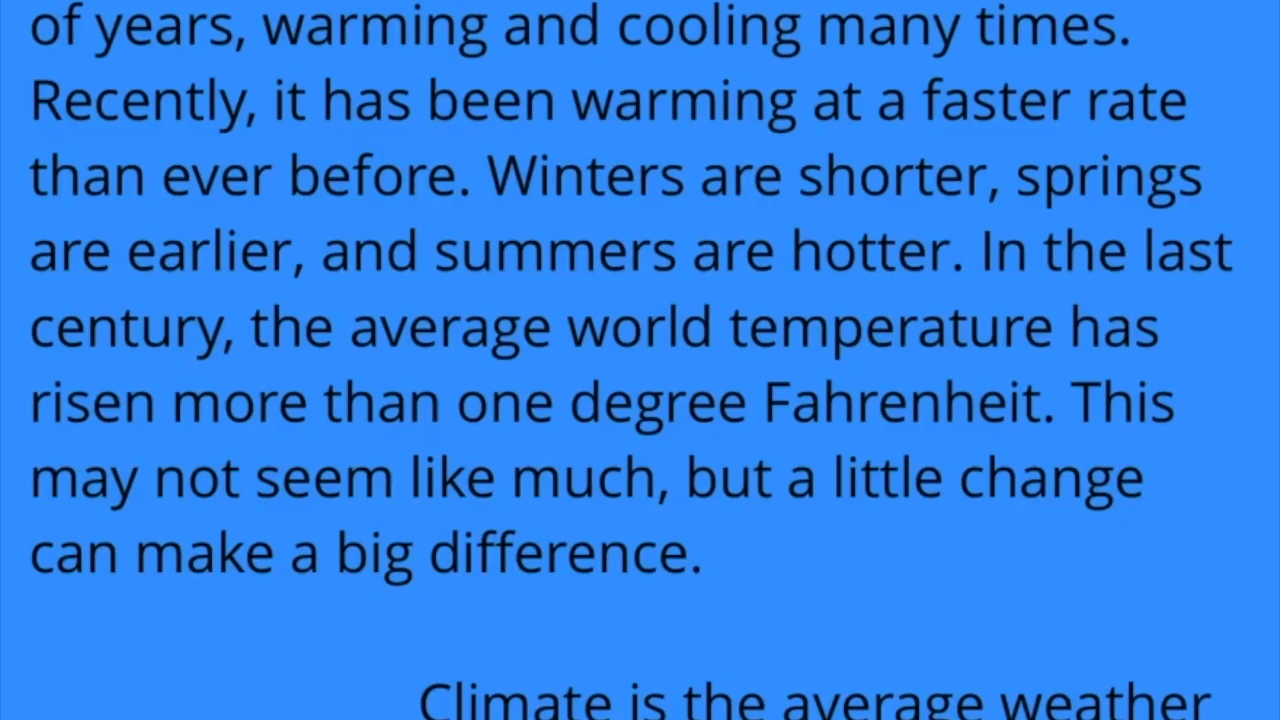 of years, warming and cooling many times.
Recently, it has been warming at a faster rate
than ever before. Winters are shorter, springs
are earlier, and summers are hotter. In the last
century, the average world temperature has
risen more than one degree Fahrenheit. This
may not seem like much, but a little change
can make a big difference.
Climate is the average weather